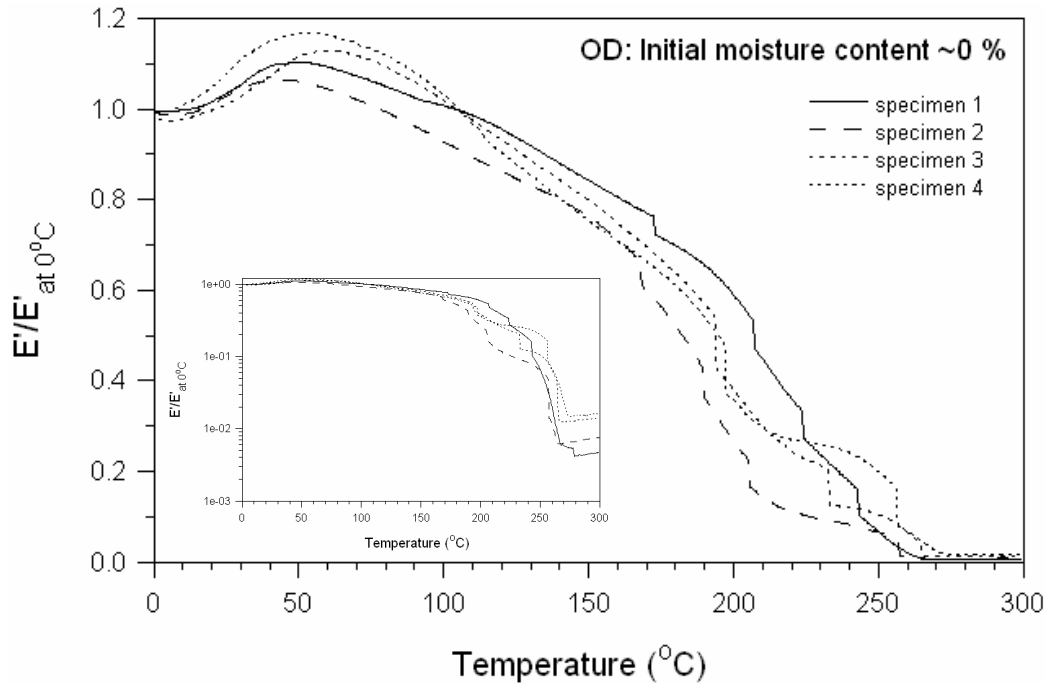 OD: Initial moisture content ~0 %
specimen 1
specimen 2
specimen 3
specimen 4
E'/E' at 0°C
1.2
1.0
0.8
0.6
0.4
0.2
0.0
0 50 100 150 200 250 300
Temperature (°C)
E'/E' at 0°C
1e+00
1e-01
1e-02
1e-03
0 50 100 150 200 250 300
Temperature (°C)